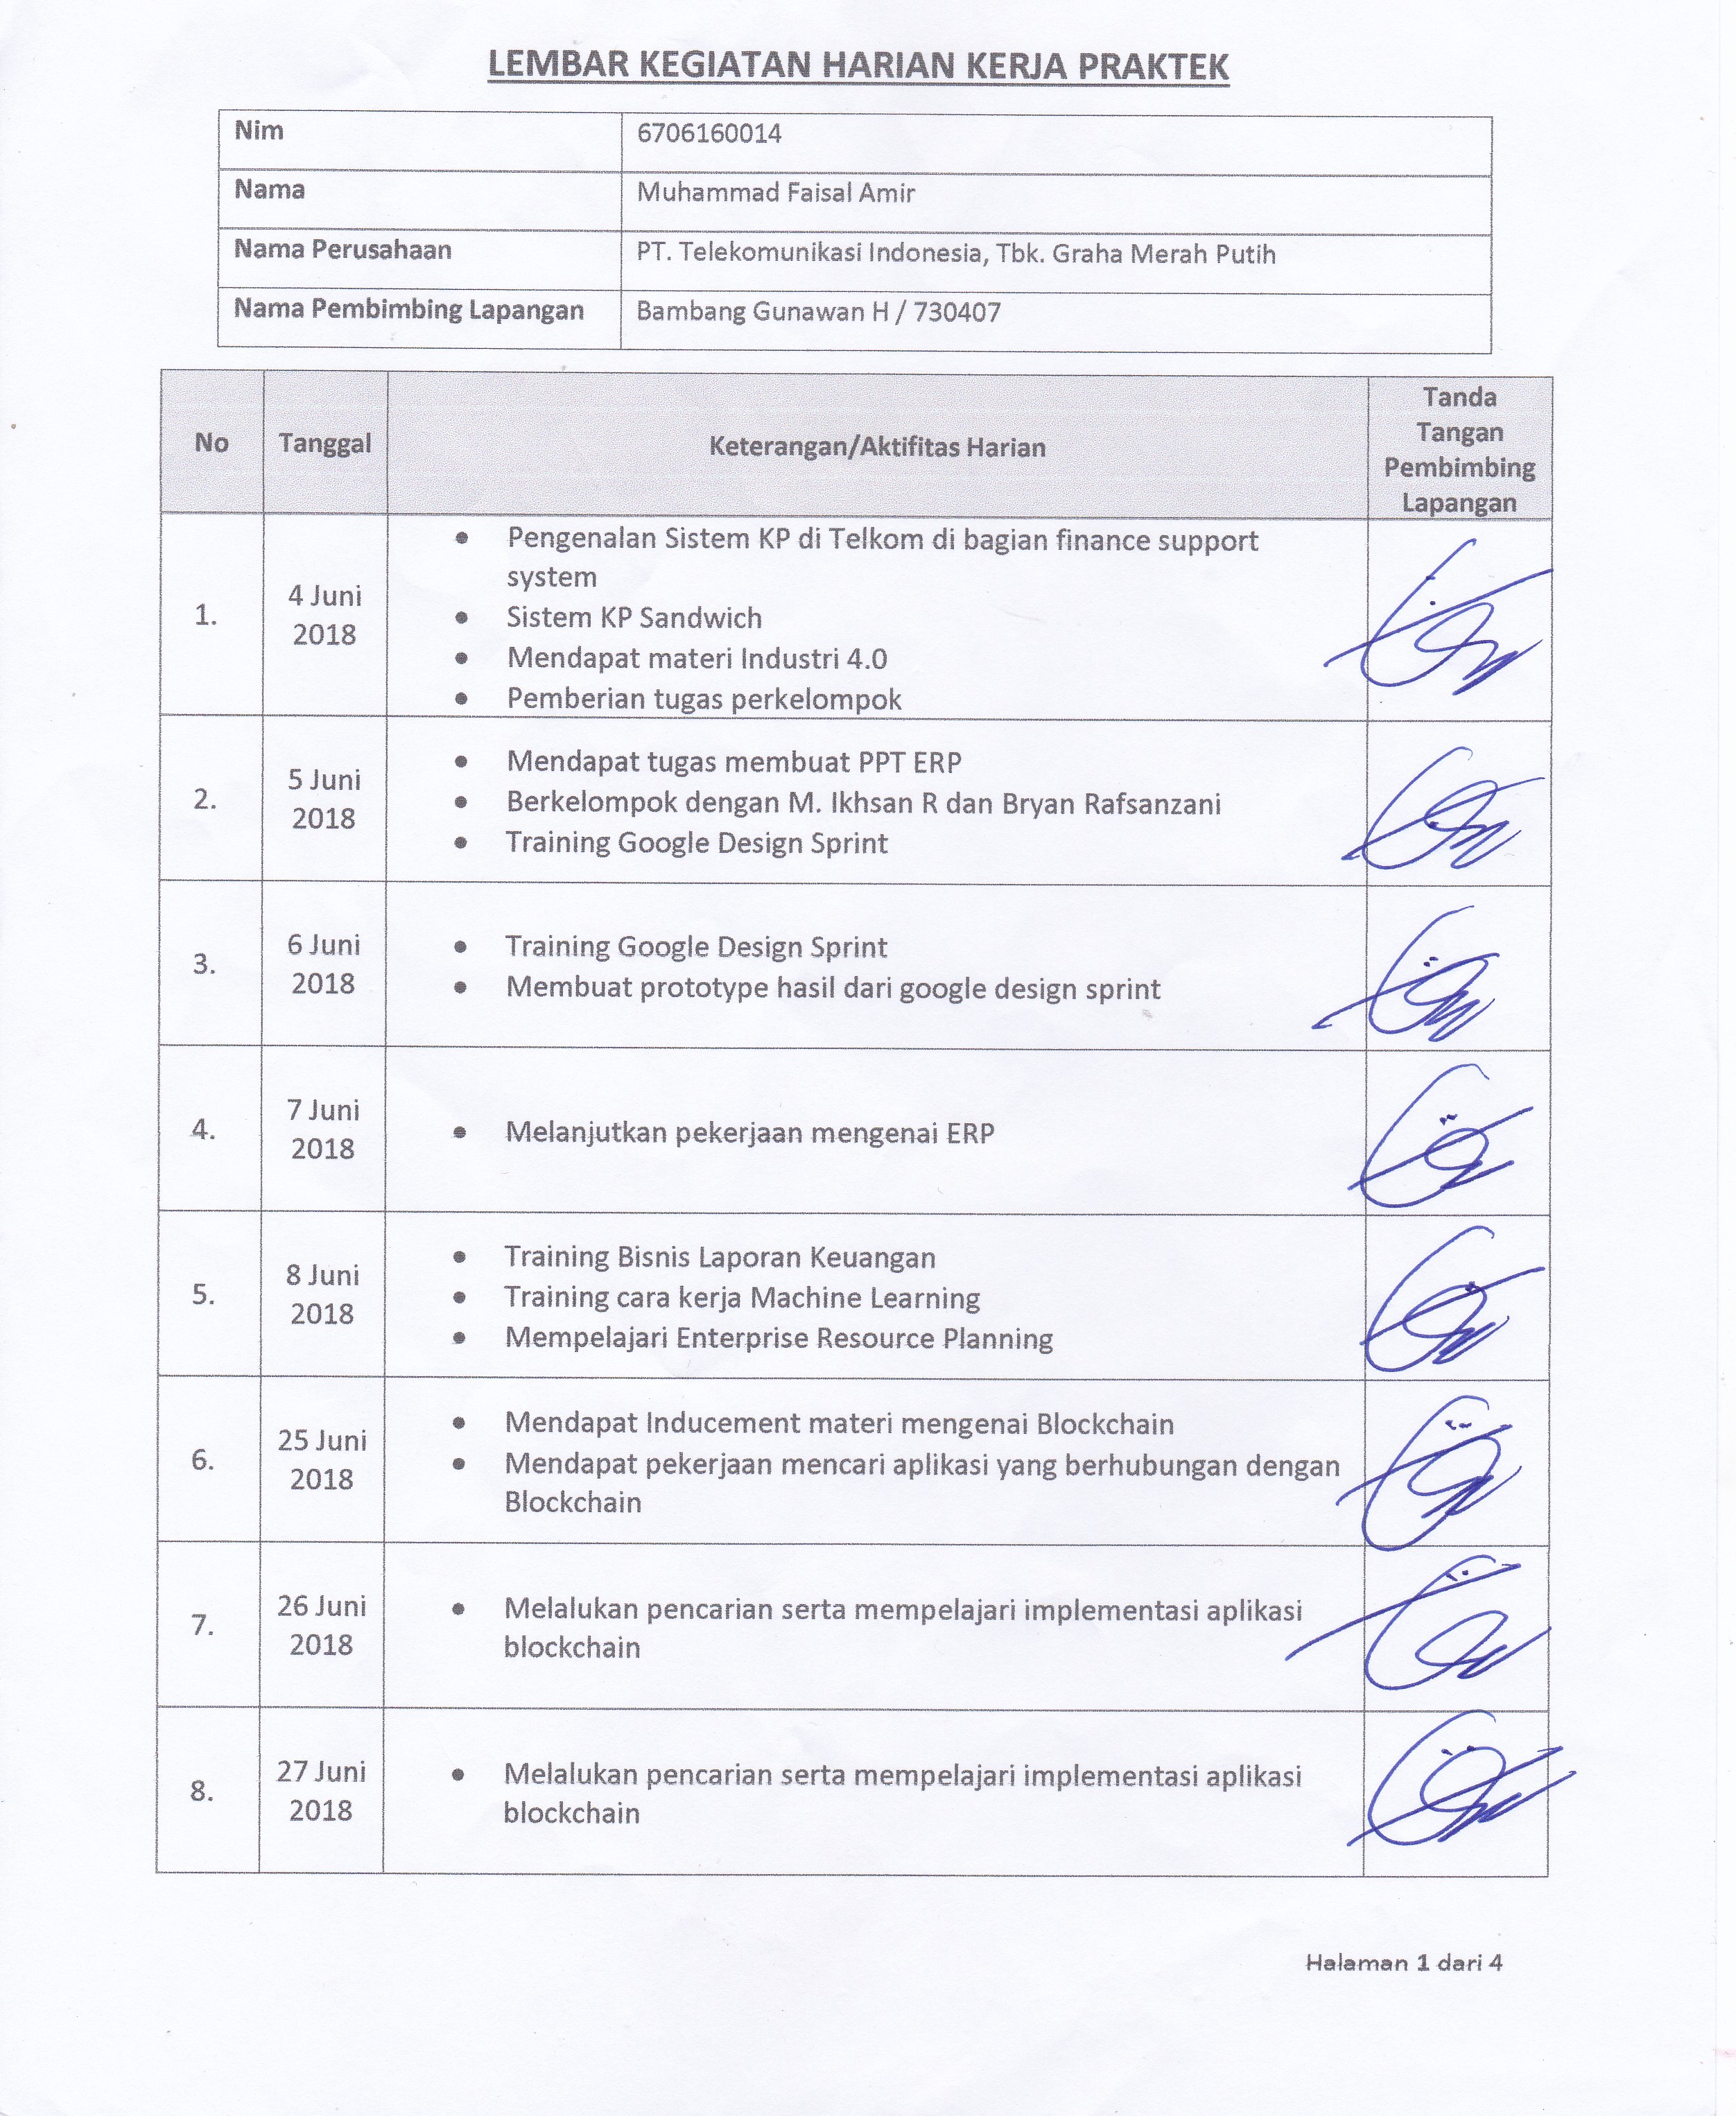 LEMBAR KEGIATAN HARIAN KERJA PRAKTEK
Nim 6706160014
Nama Muhammad Faisal Amir
Nama Perusahaan PT. Telekomunikasi Indonesia, Tbk. Graha Merah Putih
Nama Pembimbing Lapangan Bambang Gunawan H / 730407
No Tanggal Keterangan/Aktifitas Harian
Tanda
Tangan
Pembimbing
Lapangan
1.
4 Juni
2018
• Pengenalan Sistem KP di Telkom di bagian finance support
system
• Sistem KP Sandwich
• Mendapat materi Industri 4.0
• Pemberian tugas perkelompok
2.
5 Juni
2018
• Mendapat tugas membuat PPT ERP
• Berkelompok dengan M. Ikhsan R dan Bryan Rafsanzani
• Training Google Design Sprint
3.
6 Juni
2018
• Training Google Design Sprint
• Membuat prototype hasil dari google design sprint
4.
7 Juni
2018
• Melanjutkan pekerjaan mengenai ERP
5.
8 Juni
2018
• Training Bisnis Laporan Keuangan
• Training cara kerja Machine Learning
• Mempelajari Enterprise Resource Planning
6.
25 Juni
2018
• Mendapat Inducement materi mengenai Blockchain
• Mendapat pekerjaan mencari aplikasi yang berhubungan dengan
Blockchain
7.
26 Juni
2018
• Melalukan pencarian serta mempelajari implementasi aplikasi
blockchain
8.
27 Juni
2018
• Melalukan pencarian serta mempelajari implementasi aplikasi
blockchain
Halaman 1 dari 4